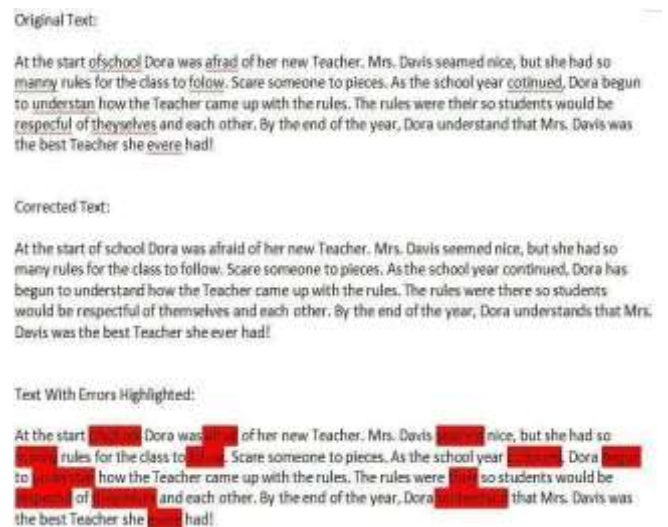 Original Text:
At the start ofschool Dora was afrad of her new Teacher. Mrs. Davis seamed nice, but she had so
manny rules for the class to folow. Scare someone to pieces. As the school year cotinued, Dora begun
to understan how the Teacher came up with the rules. The rules were their so students would be
respecful of theyselves and each other. By the end of the year, Dora understand that Mrs. Davis was
the best Teacher she evere had!
Corrected Text:
At the start of school Dora was afraid of her new Teacher. Mrs. Davis seemed nice, but she had so
many rules for the class to follow. Scare someone to pieces. As the school year continued, Dora has
begun to understand how the Teacher came up with the rules. The rules were there so students
would be respectful of themselves and each other. By the end of the year, Dora understands that Mrs.
Davis was the best Teacher she ever had!
Text With Errors Highlighted:
At the start Dora was of her new Teacher. Mrs. Davis nice, but she had so
rules for the class to . Scare someone to pieces. As the school year , Dora
to how the Teacher came up with the rules. The rules were so students would be
of and each other. By the end of the year, Dora that Mrs. Davis was
the best Teacher she had!